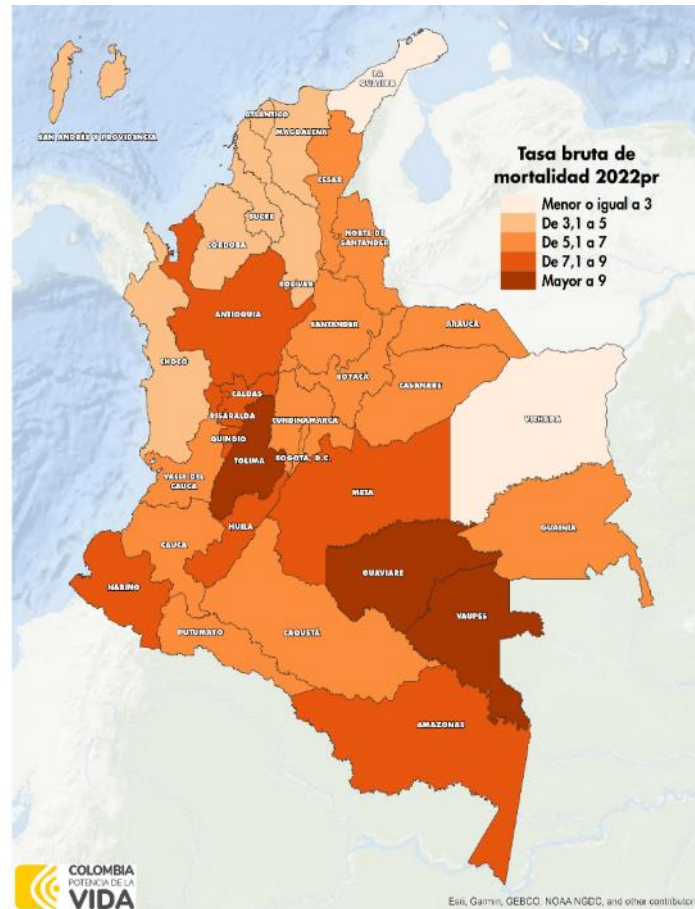 LA GUAJIRA
ATLÁNTICO
MAGDALENA
SAN ANDRÉS Y PROVIDENCIA
CESAR
Tasa bruta de
mortalidad 2022pr
Menor o igual a 3
De 3,1 a 5
De 5,1 a 7
De 7,1 a 9
Mayor a 9
SUCRE
NORTE DE
SANTANDER
CÓRDOBA
BOLÍVAR
ANTIOQUIA
SANTANDER
ARAUCA
CHOCÓ
BOYACÁ
CASANARE
CALDAS
VICHADA
RISARALDA
CUNDINAMARCA
QUINDÍO
BOGOTÁ, D.C.
TOLIMA
VALLE DEL
CAUCA
META
GUAINÍA
HUILA
CAUCA
GUAVIARE
NARIÑO
VAUPÉS
PUTUMAYO
CAQUETÁ
AMAZONAS
COLOMBIA
POTENCIA DE LA
VIDA
Esri, Garmin, GEBCO, NOAA NGDC, and other contributor